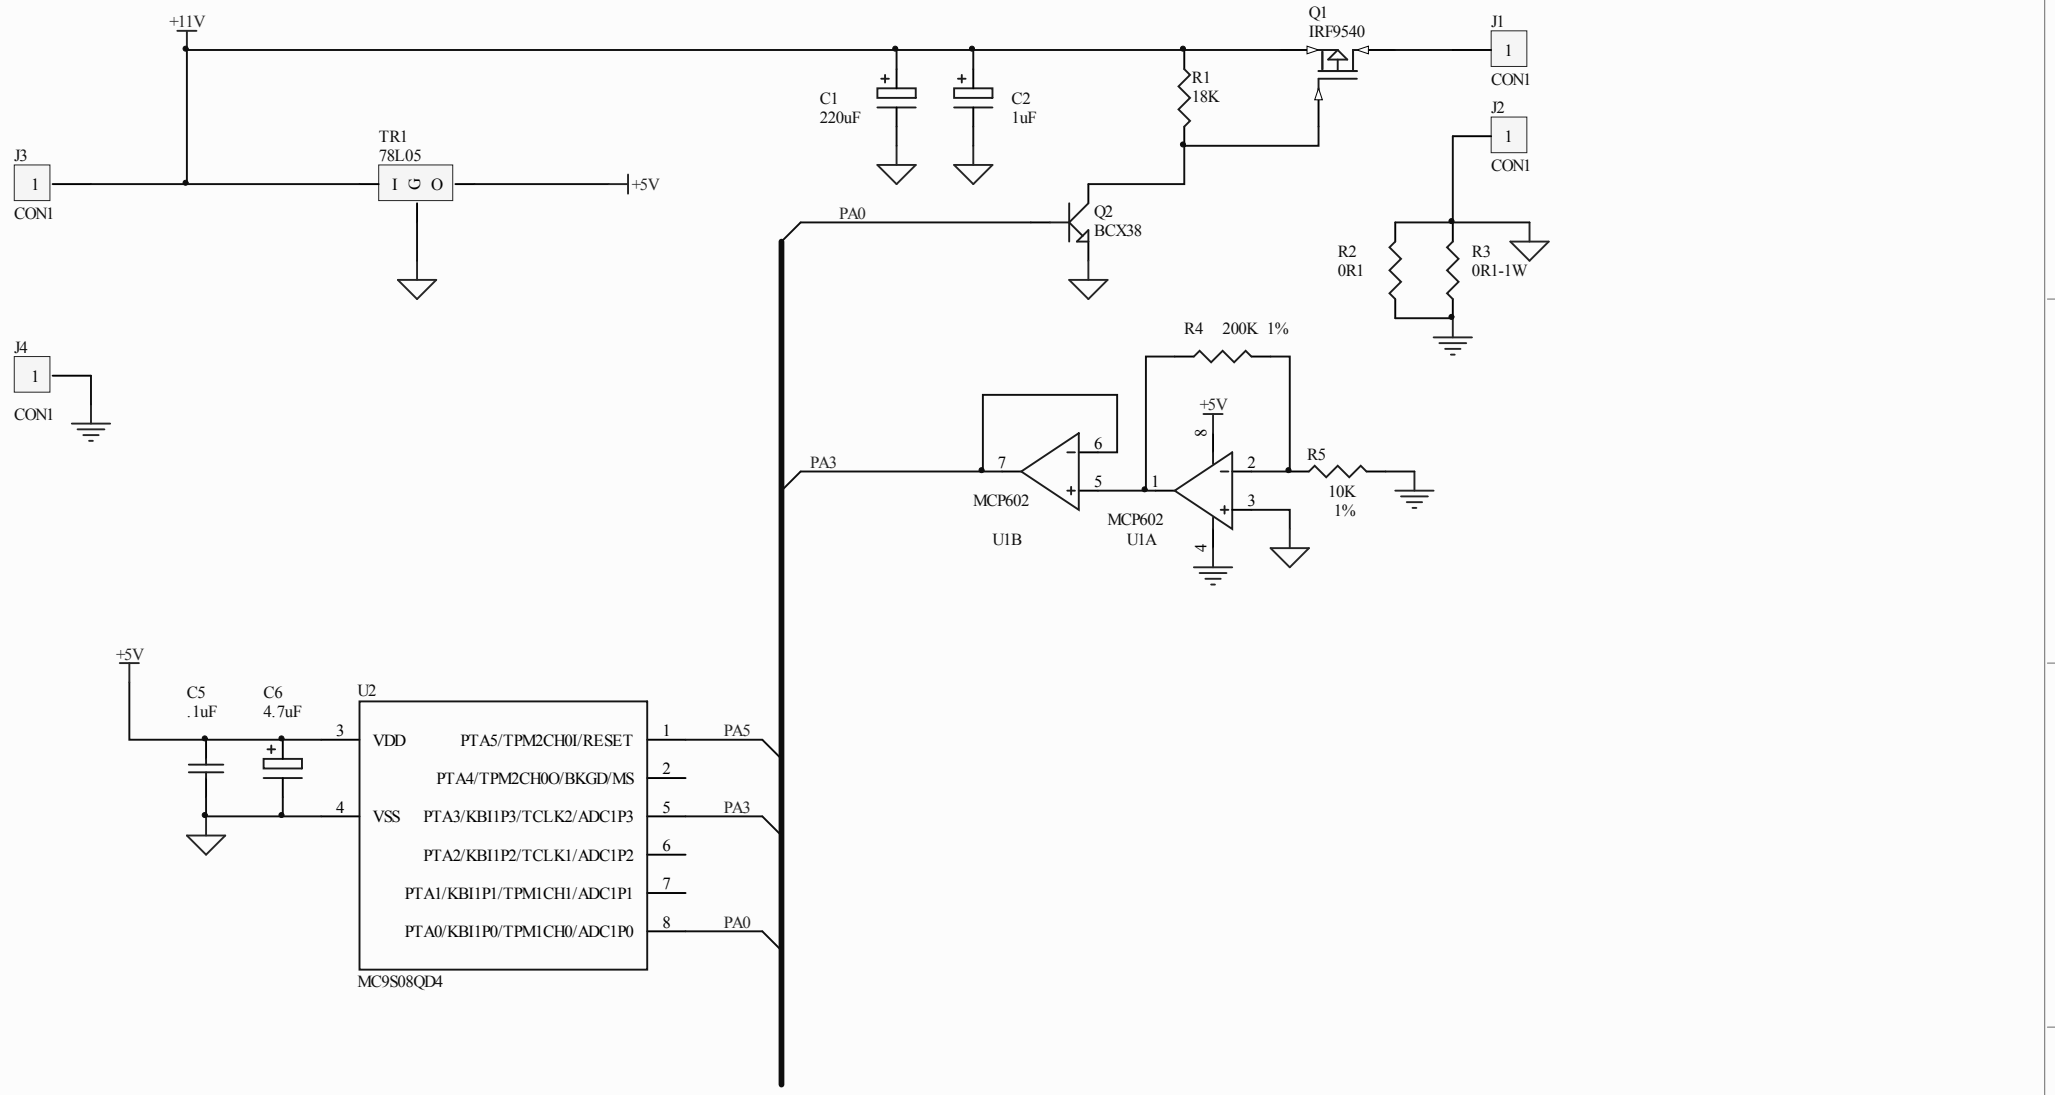 +11V
Q1
IRF9540
J1
1
CON1
R1
18K
C1
220uF
C2
1uF
J2
1
CON1
TR1
78L05
I G O
+5V
J3
1
CON1
PA0
Q2
BCX38
R2
0R1
R3
0R1-1W
R4 200K 1%
J4
1
CON1
+5V
8
PA3
7
6
5
MCP602
U1B
1
2
3
4
MCP602
U1A
R5
10K
1%
+5V
C5
.1uF
C6
4.7uF
U2
3 VDD
4 VSS
PTA5/TPM2CH0I/RESET 1 PA5
PTA4/TPM2CH0O/BKGD/MS 2
PTA3/KBI1P3/TCLK2/ADC1P3 5 PA3
PTA2/KBI1P2/TCLK1/ADC1P2 6
PTA1/KBI1P1/TPM1CH1/ADC1P1 7
PTA0/KBI1P0/TPM1CH0/ADC1P0 8 PA0
MC9S08QD4